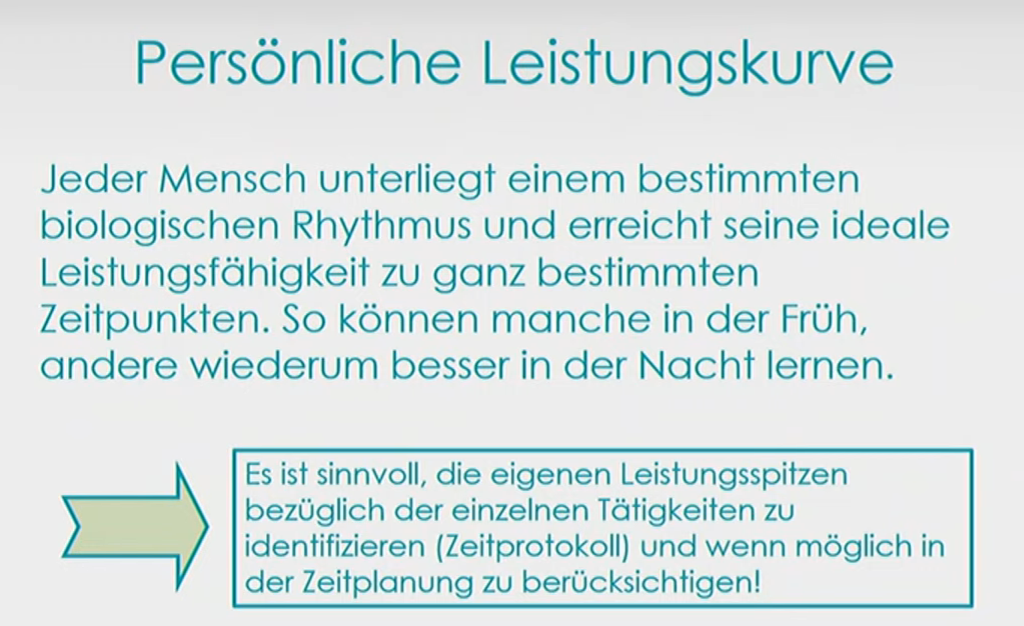 Persönliche Leistungskurve
Jeder Mensch unterliegt einem bestimmten
biologischen Rhythmus und erreicht seine ideale
Leistungsfähigkeit zu ganz bestimmten
Zeitpunkten. So können manche in der Früh,
andere wiederum besser in der Nacht lernen.
Es ist sinnvoll, die eigenen Leistungsspitzen
bezüglich der einzelnen Tätigkeiten zu
identifizieren (Zeitprotokoll) und wenn möglich in
der Zeitplanung zu berücksichtigen!